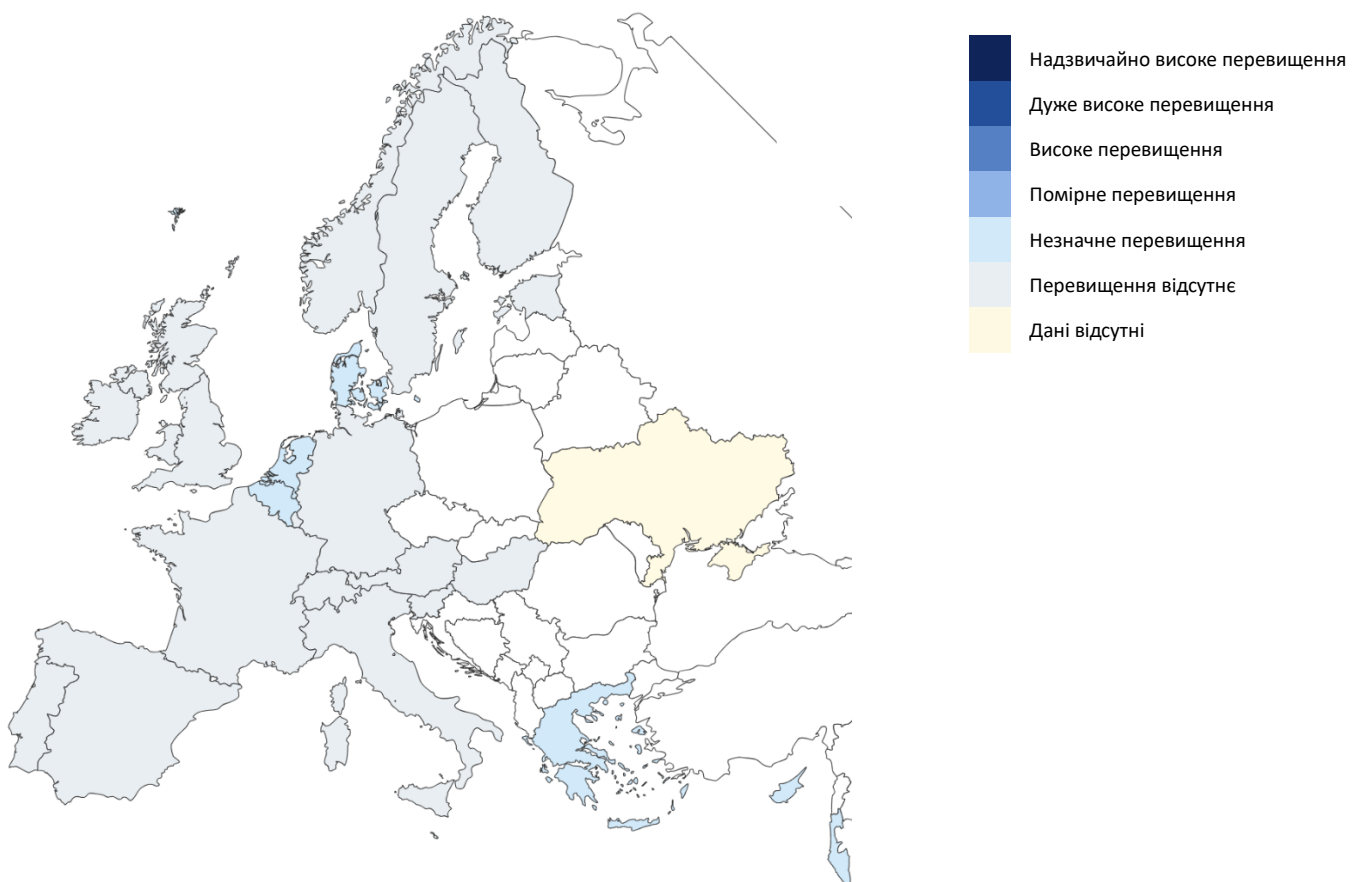 Надзвичайно високе перевищення
Дуже високе перевищення
Високе перевищення
Помірне перевищення
Незначне перевищення
Перевищення відсутнє
Дані відсутні